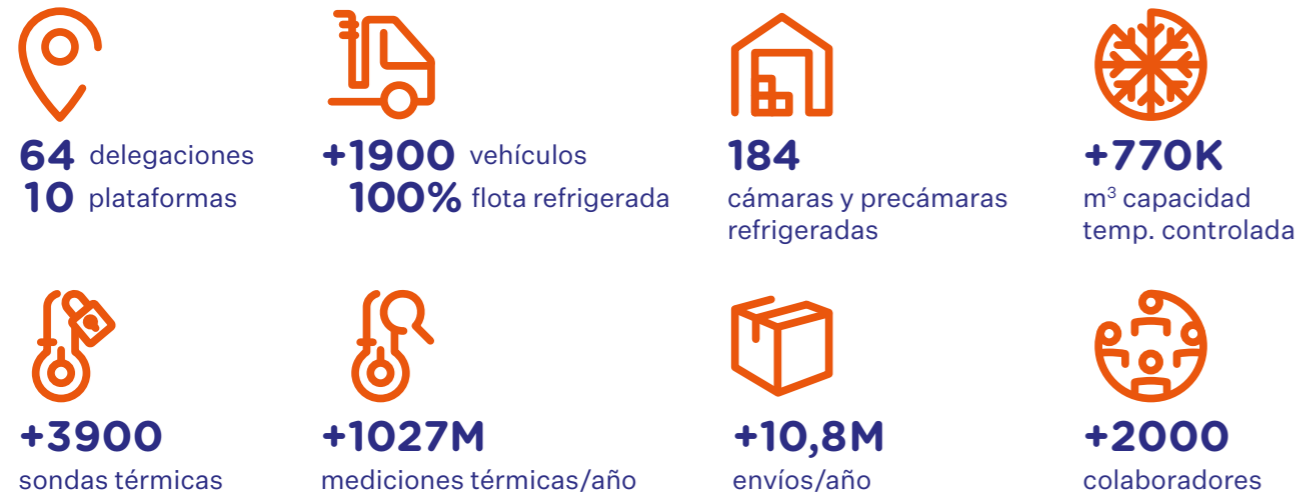 64 delegaciones
10 plataformas
+1900 vehículos
100% flota refrigerada
184
cámaras y precámaras
refrigeradas
+770K
m³ capacidad
temp. controlada
+3900
sondas térmicas
+1027M
mediciones térmicas/año
+10,8M
envíos/año
+2000
colaboradores